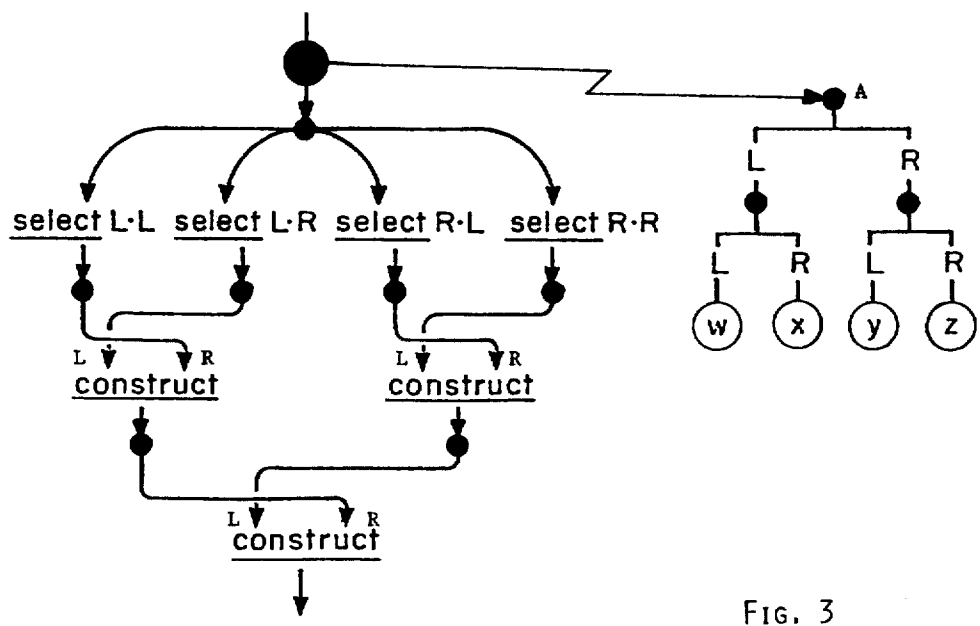 A
L R
select L·L select L·R select R·L select R·R
L R L R
w x y z
L R L R
construct construct
L R
construct
FIG. 3